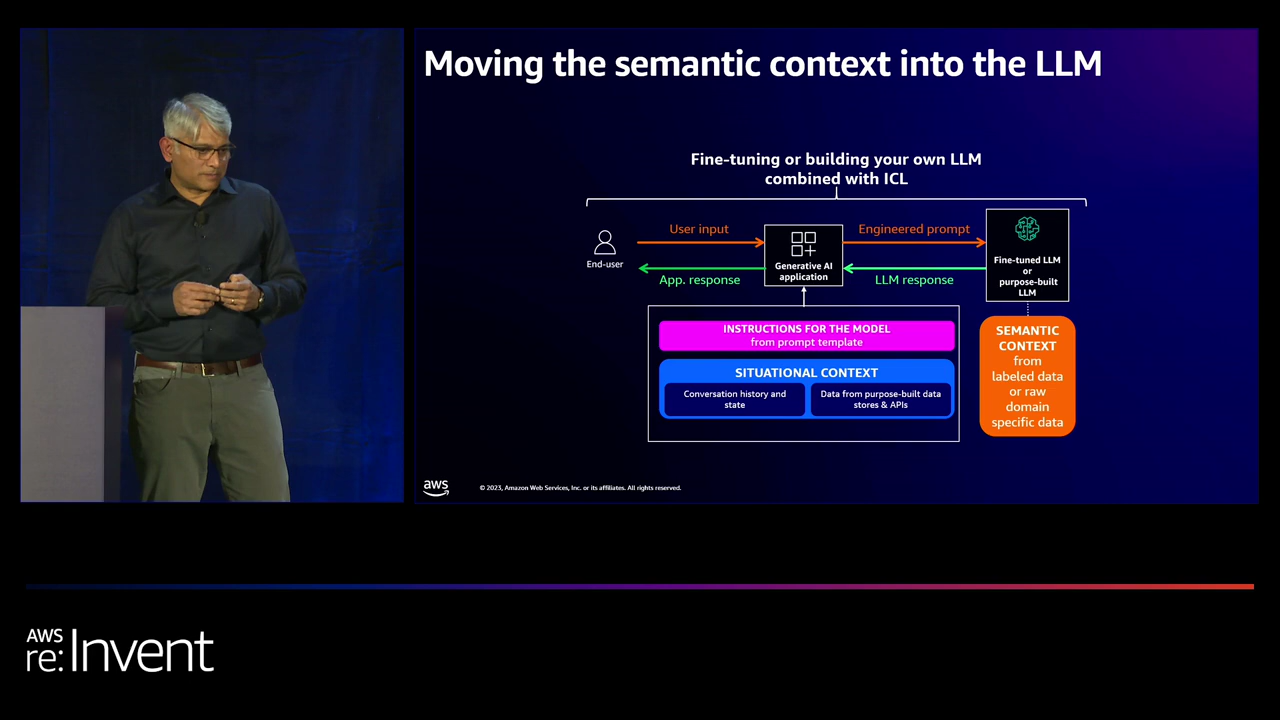 Moving the semantic context into the LLM
Fine-tuning or building your own LLM
combined with ICL
User input
Engineered prompt
End-user
Generative AI
application
Fine-tuned LLM
or
purpose-built
LLM
App. response
LLM response
INSTRUCTIONS FOR THE MODEL
from prompt template
SITUATIONAL CONTEXT
Conversation history and
state
Data from purpose-built data
stores & APIs
SEMANTIC
CONTEXT
from
labeled data
or raw
domain
specific data
aws
© 2023, Amazon Web Services, Inc. or its affiliates. All rights reserved.
AWS
re:Invent